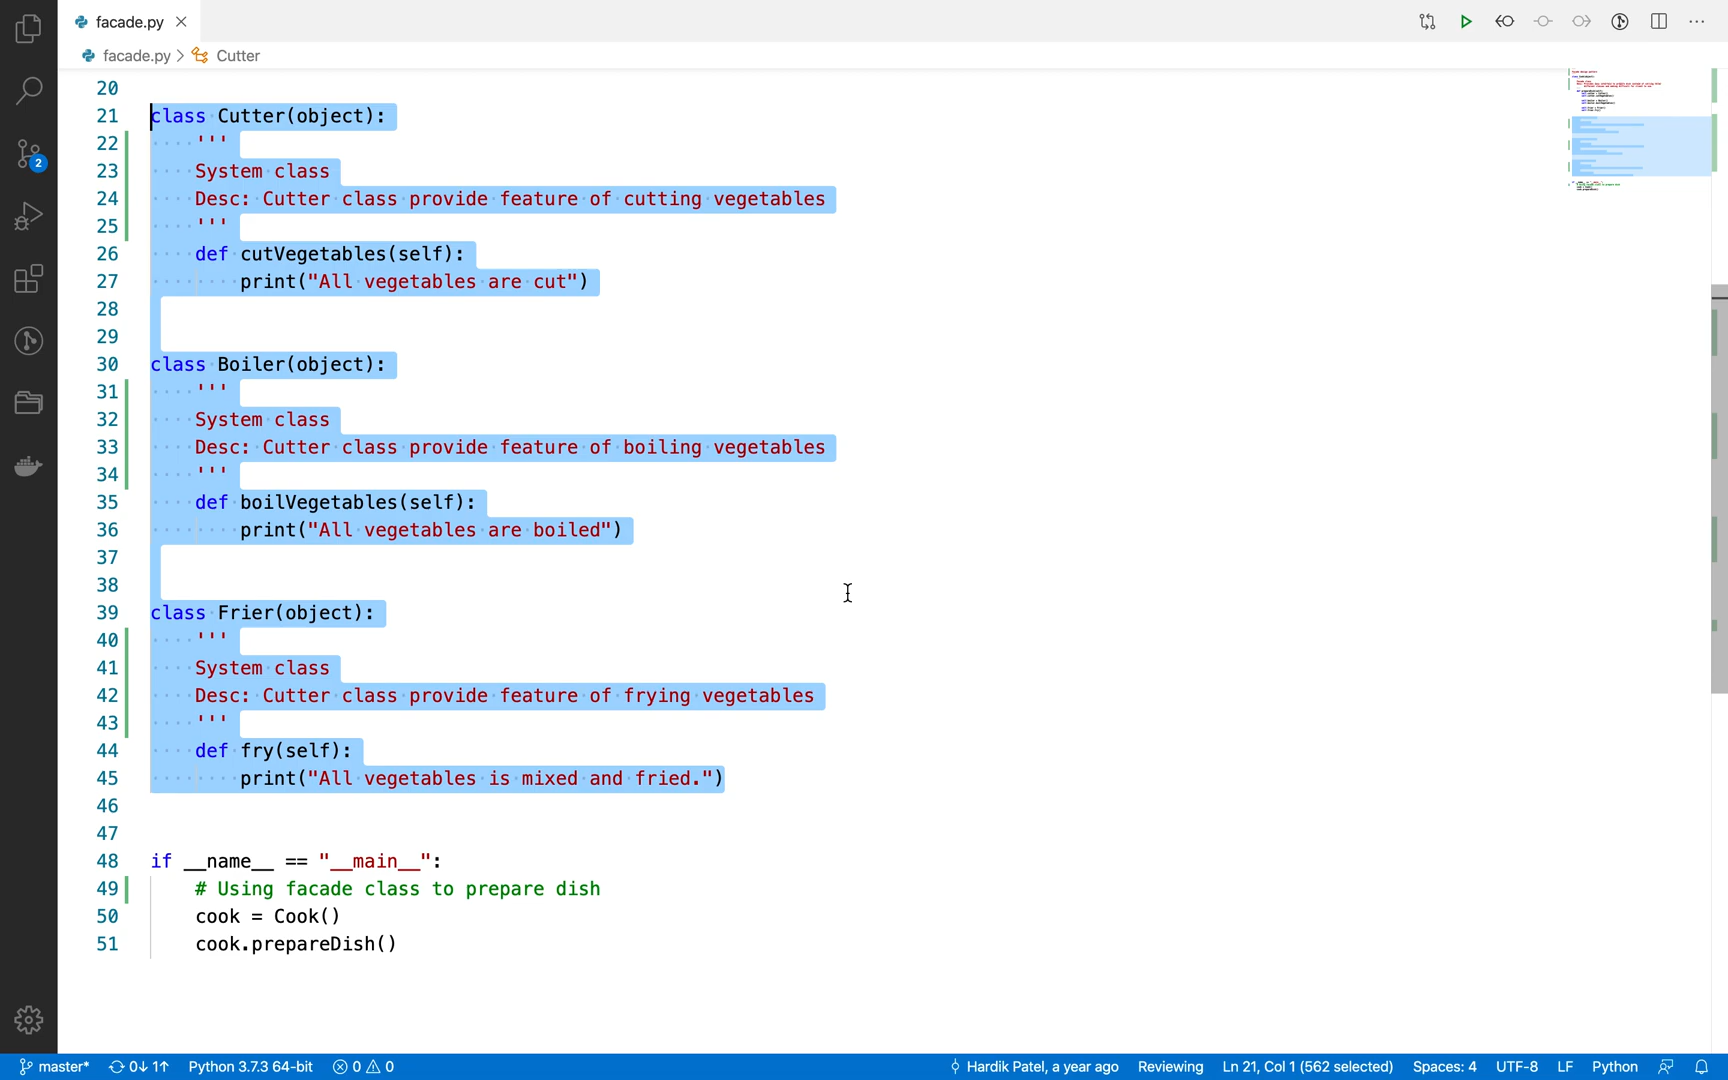 facade.py
facade.py > Cutter
2
20
21 class Cutter(object):
22     '''
23     System class
24     Desc: Cutter class provide feature of cutting vegetables
25     '''
26     def cutVegetables(self):
27         print("All vegetables are cut")
28
29
30 class Boiler(object):
31     '''
32     System class
33     Desc: Cutter class provide feature of boiling vegetables
34     '''
35     def boilVegetables(self):
36         print("All vegetables are boiled")
37
38
39 class Frier(object):
40     '''
41     System class
42     Desc: Cutter class provide feature of frying vegetables
43     '''
44     def fry(self):
45         print("All vegetables is mixed and fried.")
46
47
48 if __name__ == "__main__":
49     # Using facade class to prepare dish
50     cook = Cook()
51     cook.prepareDish()
master* 0↓ 1↑ Python 3.7.3 64-bit 0 0 Hardik Patel, a year ago Reviewing Ln 21, Col 1 (562 selected) Spaces: 4 UTF-8 LF Python